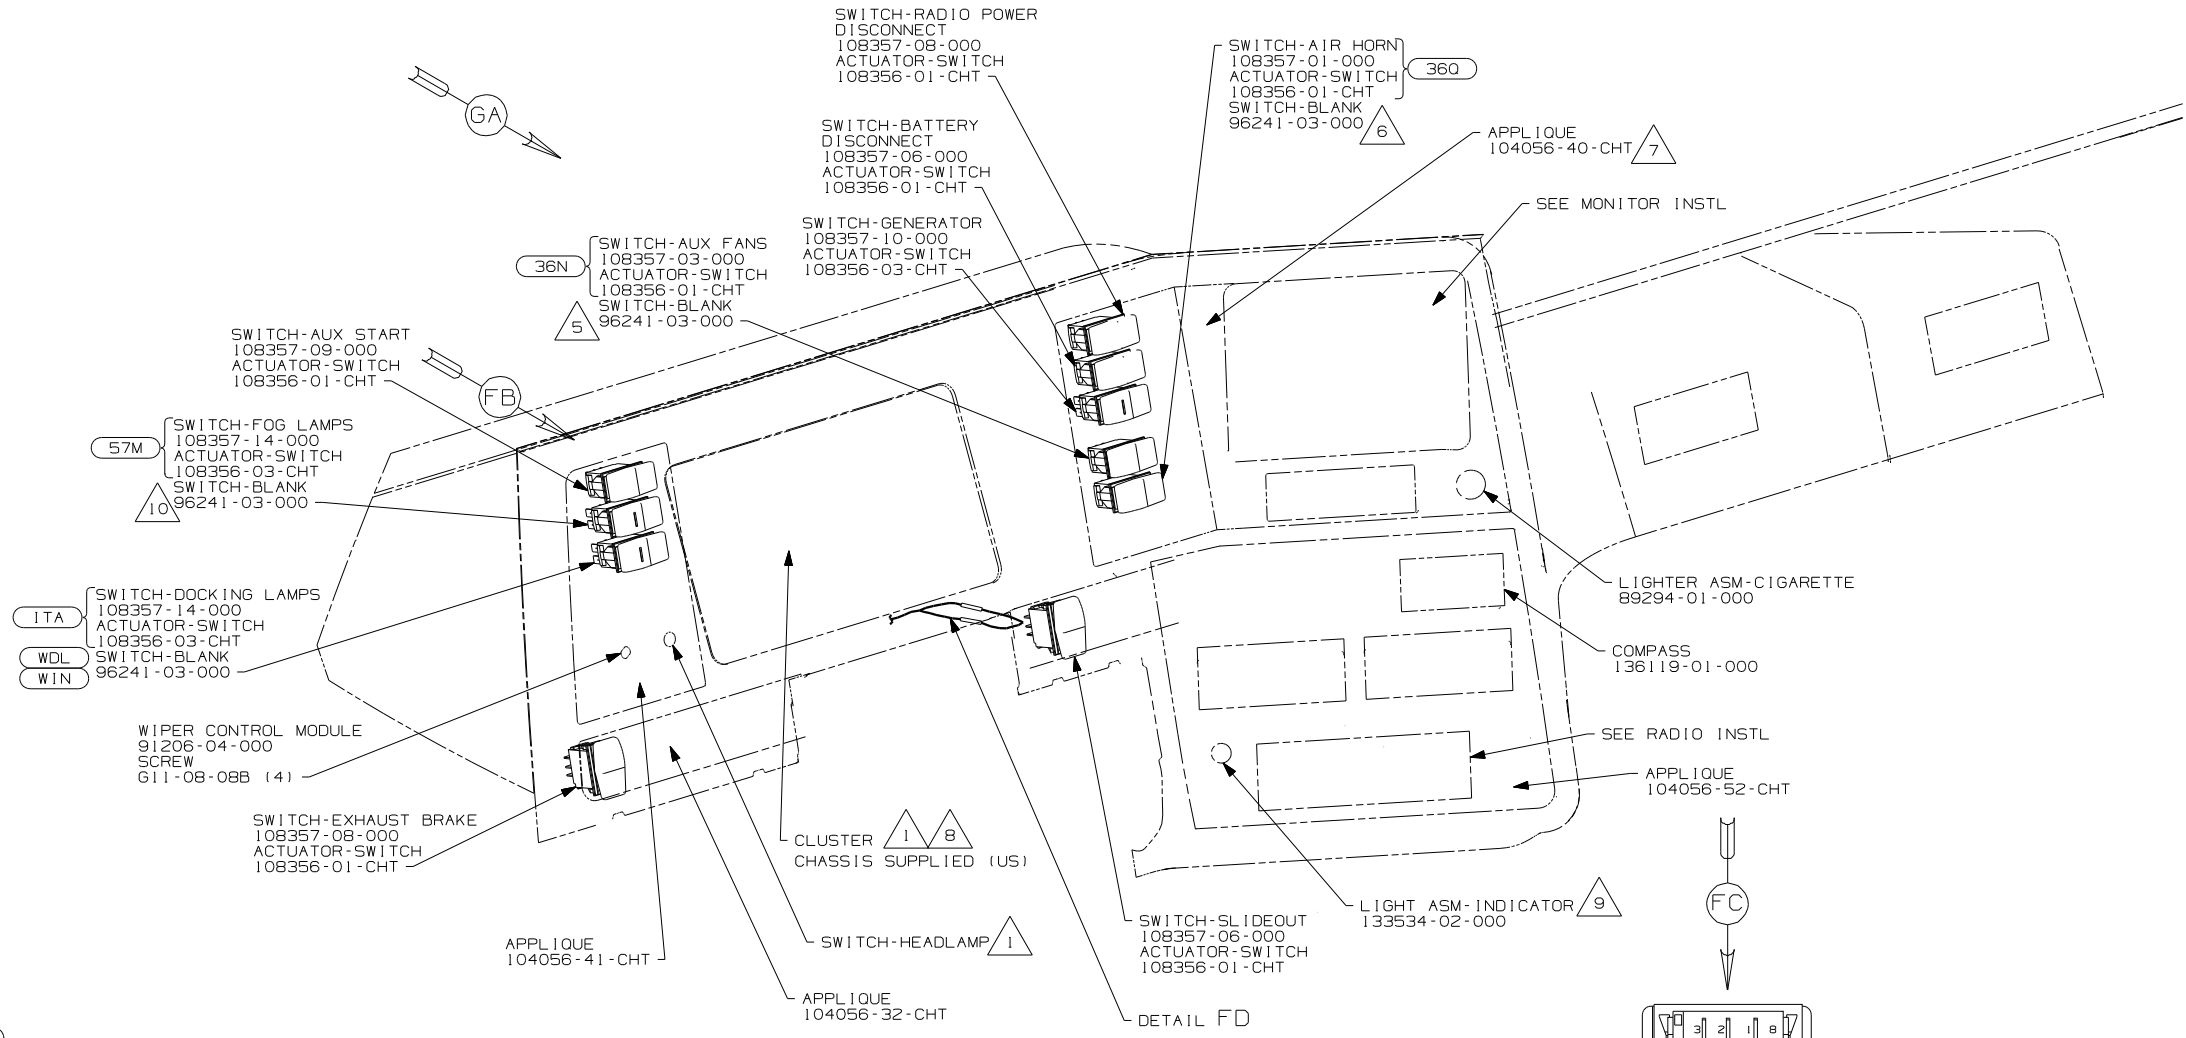 SWITCH-RADIO POWER
DISCONNECT
108357-08-000
ACTUATOR-SWITCH
108356-01-CHT
SWITCH-AIR HORN
108357-01-000
ACTUATOR-SWITCH
108356-01-CHT
36Q
SWITCH-BLANK
96241-03-000
6
GA
SWITCH-BATTERY
DISCONNECT
108357-06-000
ACTUATOR-SWITCH
108356-01-CHT
APPLIQUE
104056-40-CHT
7
SEE MONITOR INSTL
SWITCH-GENERATOR
108357-10-000
ACTUATOR-SWITCH
108356-03-CHT
36N
SWITCH-AUX FANS
108357-03-000
ACTUATOR-SWITCH
108356-01-CHT
SWITCH-BLANK
96241-03-000
5
SWITCH-AUX START
108357-09-000
ACTUATOR-SWITCH
108356-01-CHT
FB
57M
SWITCH-FOG LAMPS
108357-14-000
ACTUATOR-SWITCH
108356-03-CHT
SWITCH-BLANK
96241-03-000
10
1TA
SWITCH-DOCKING LAMPS
108357-14-000
ACTUATOR-SWITCH
108356-03-CHT
WDL
WIN
SWITCH-BLANK
96241-03-000
LIGHTER ASM-CIGARETTE
89294-01-000
COMPASS
136119-01-000
WIPER CONTROL MODULE
91206-04-000
SCREW
G11-08-08B (4)
SEE RADIO INSTL
APPLIQUE
104056-52-CHT
SWITCH-EXHAUST BRAKE
108357-08-000
ACTUATOR-SWITCH
108356-01-CHT
CLUSTER
1
8
CHASSIS SUPPLIED (US)
LIGHT ASM-INDICATOR
133534-02-000
9
FC
SWITCH-SLIDEOUT
108357-06-000
ACTUATOR-SWITCH
108356-01-CHT
APPLIQUE
104056-41-CHT
SWITCH-HEADLAMP
1
APPLIQUE
104056-32-CHT
DETAIL FD
3 2 1 8